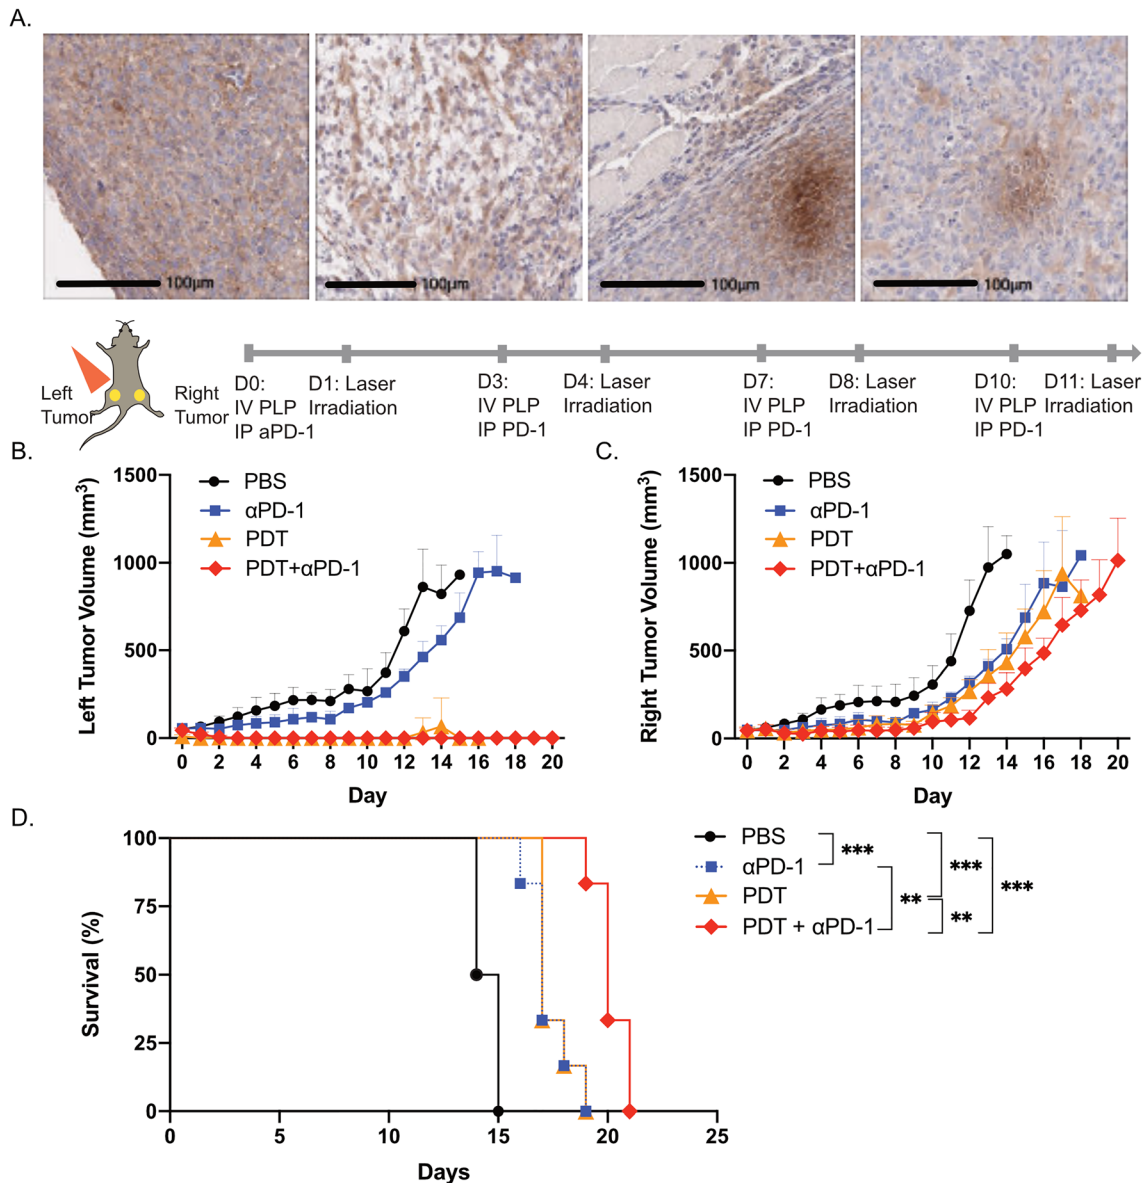 A.
100μm
100μm
100μm
100μm
Left
Tumor
Right
Tumor
D0:
IV PLP
IP aPD-1
D1: Laser
Irradiation
D3:
IV PLP
IP PD-1
D4: Laser
Irradiation
D7:
IV PLP
IP PD-1
D8: Laser
Irradiation
D10:
IV PLP
IP PD-1
D11: Laser
Irradiation
B.
Left Tumor Volume (mm³)
1500
1000
500
0
PBS
αPD-1
PDT
PDT+αPD-1
0 2 4 6 8 10 12 14 16 18 20
Day
C.
Right Tumor Volume (mm³)
1500
1000
500
0
PBS
αPD-1
PDT
PDT+αPD-1
0 2 4 6 8 10 12 14 16 18 20
Day
D.
Survival (%)
100
75
50
25
0
0 5 10 15 20 25
Days
PBS
αPD-1
PDT
PDT + αPD-1
***
**
***
**
***